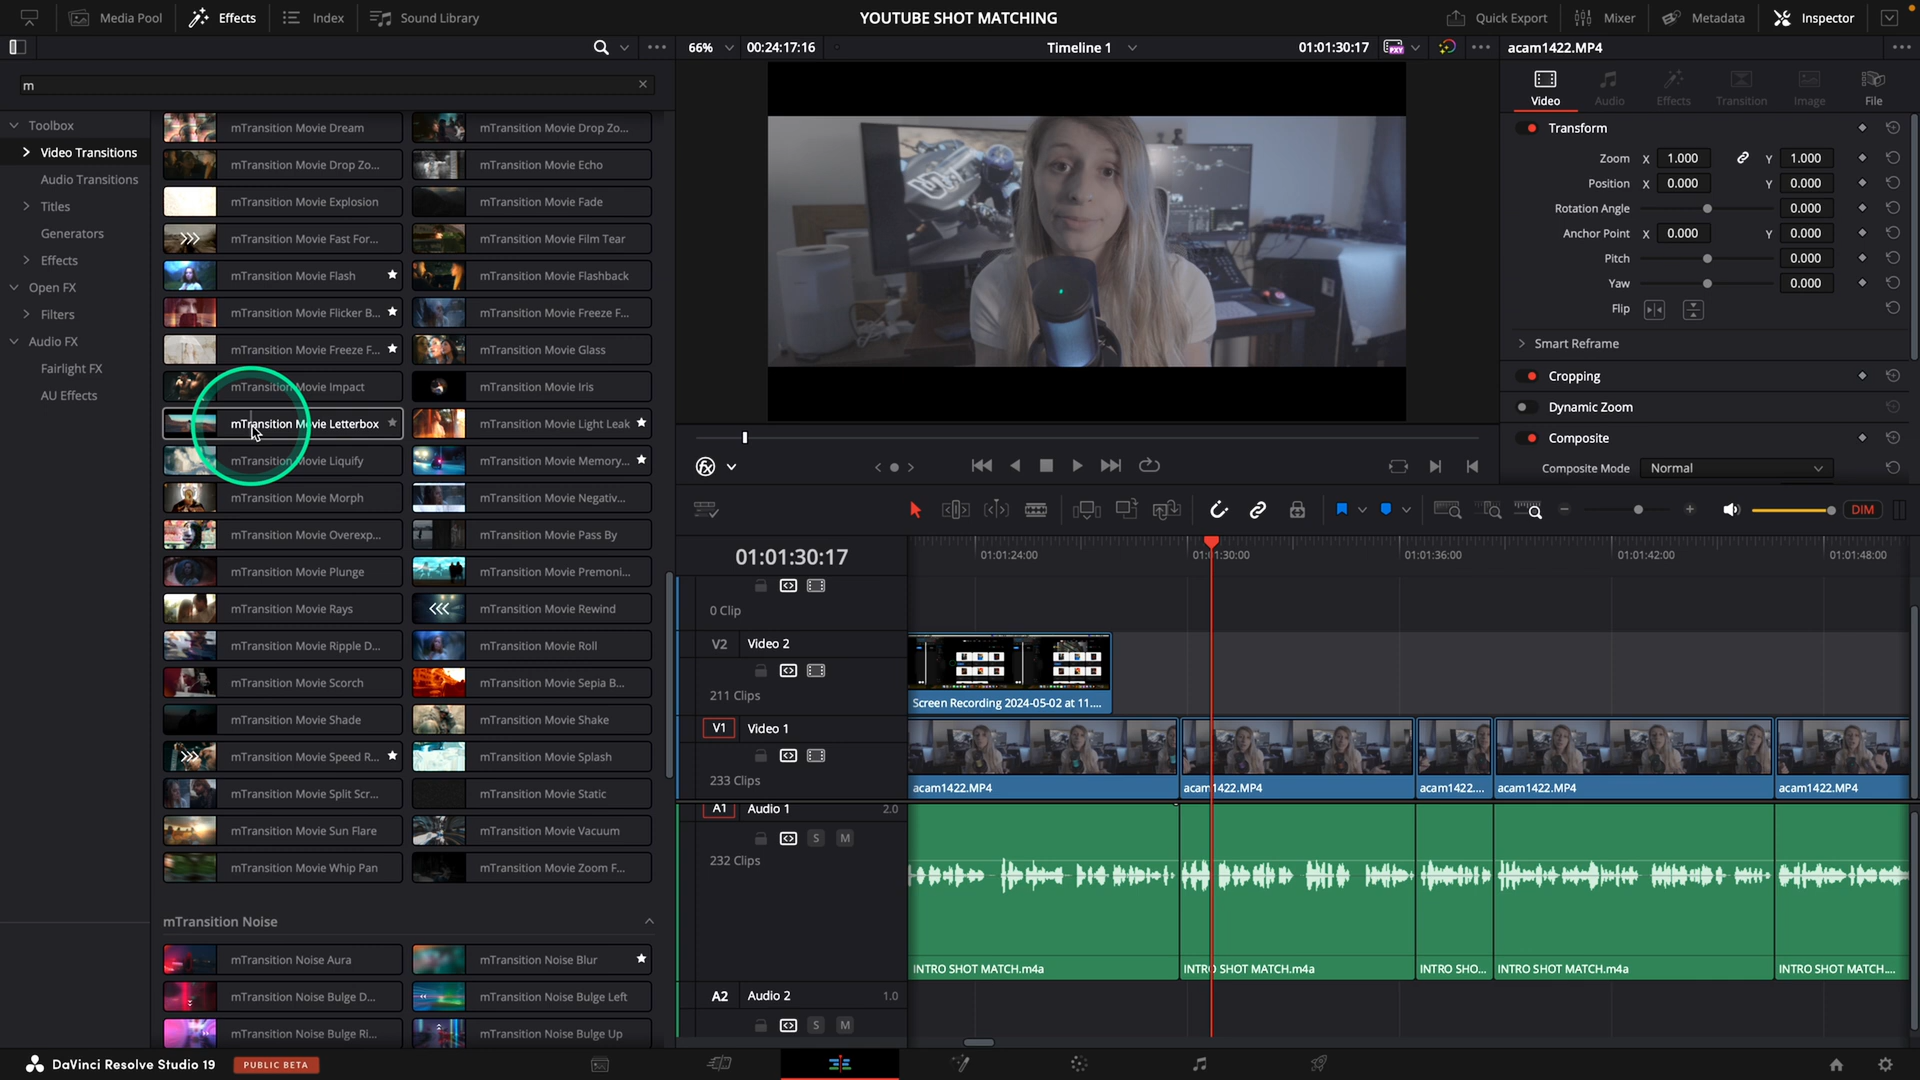 Media Pool
Effects
Index
Sound Library
YOUTUBE SHOT MATCHING
Quick Export
Mixer
Metadata
Inspector
66%
00:24:17:16
Timeline 1
01:01:30:17
PXY
acam1422.MP4
m
Video
Audio
Effects
Transition
Image
File
Toolbox
Video Transitions
Audio Transitions
Titles
Generators
Effects
Open FX
Filters
Audio FX
Fairlight FX
AU Effects
mTransition Movie Dream
mTransition Movie Drop Zo...
mTransition Movie Drop Zo...
mTransition Movie Echo
mTransition Movie Explosion
mTransition Movie Fade
mTransition Movie Fast For...
mTransition Movie Film Tear
mTransition Movie Flash
mTransition Movie Flashback
mTransition Movie Flicker B...
mTransition Movie Freeze F...
mTransition Movie Freeze F...
mTransition Movie Glass
mTransition Movie Impact
mTransition Movie Iris
mTransition Movie Letterbox
mTransition Movie Light Leak
mTransition Movie Liquify
mTransition Movie Memory...
mTransition Movie Morph
mTransition Movie Negativ...
mTransition Movie Overexp...
mTransition Movie Pass By
mTransition Movie Plunge
mTransition Movie Premoni...
mTransition Movie Rays
mTransition Movie Rewind
mTransition Movie Ripple D...
mTransition Movie Roll
mTransition Movie Scorch
mTransition Movie Sepia B...
mTransition Movie Shade
mTransition Movie Shake
mTransition Movie Speed R...
mTransition Movie Splash
mTransition Movie Split Scr...
mTransition Movie Static
mTransition Movie Sun Flare
mTransition Movie Vacuum
mTransition Movie Whip Pan
mTransition Movie Zoom F...
mTransition Noise
mTransition Noise Aura
mTransition Noise Blur
mTransition Noise Bulge D...
mTransition Noise Bulge Left
mTransition Noise Bulge Ri...
mTransition Noise Bulge Up
Transform
Zoom X 1.000 Y 1.000
Position X 0.000 Y 0.000
Rotation Angle 0.000
Anchor Point X 0.000 Y 0.000
Pitch 0.000
Yaw 0.000
Flip
Smart Reframe
Cropping
Dynamic Zoom
Composite
Composite Mode Normal
DIM
01:01:30:17
01:01:24:00
01:01:30:00
01:01:36:00
01:01:42:00
01:01:48:00
0 Clip
V2 Video 2
211 Clips
Screen Recording 2024-05-02 at 11....
V1 Video 1
233 Clips
acam1422.MP4
acam1422.MP4
acam1422....
acam1422.MP4
acam1422.MP4
A1 Audio 1 2.0
S M
232 Clips
INTRO SHOT MATCH.m4a
INTRO SHOT MATCH.m4a
INTRO SHO...
INTRO SHOT MATCH.m4a
INTRO SHOT MATCH....
A2 Audio 2 1.0
S M
DaVinci Resolve Studio 19
PUBLIC BETA